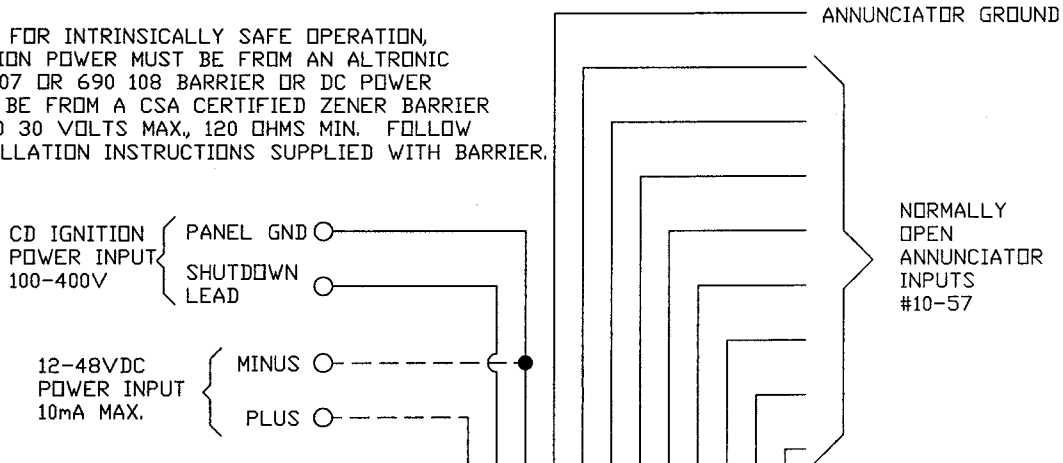 ANNUNCIATOR GROUND
FOR INTRINSICALLY SAFE OPERATION,
ION POWER MUST BE FROM AN ALTRONIC
07 OR 690 108 BARRIER OR DC POWER
BE FROM A CSA CERTIFIED ZENER BARRIER
30 VOLTS MAX., 120 OHMS MIN. FOLLOW
LLATION INSTRUCTIONS SUPPLIED WITH BARRIER.
CD IGNITION
POWER INPUT
100-400V
PANEL GND
SHUTDOWN
LEAD
12-48VDC
POWER INPUT
10mA MAX.
MINUS
PLUS
NORMALLY
OPEN
ANNUNCIATOR
INPUTS
#10-57